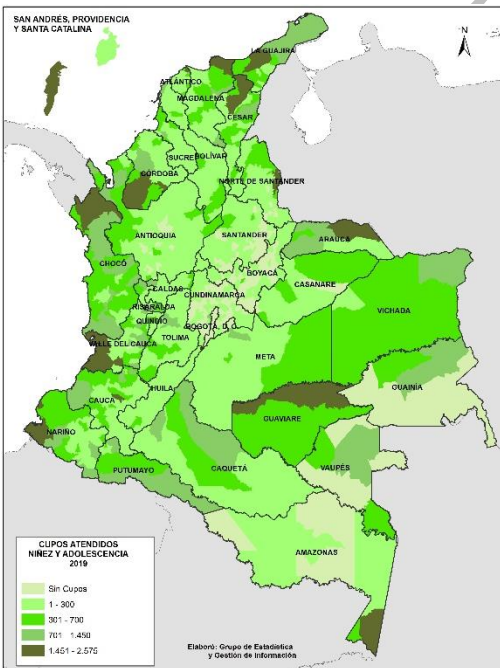 SAN ANDRÉS, PROVIDENCIA
Y SANTA CATALINA
N
LA GUAJIRA
ATLÁNTICO
MAGDALENA
CESAR
SUCRE
BOLÍVAR
CÓRDOBA
NORTE DE SANTANDER
ANTIOQUIA
SANTANDER
ARAUCA
CHOCÓ
BOYACÁ
CALDAS
CASANARE
CUNDINAMARCA
RISARALDA
VICHADA
QUINDÍO
BOGOTÁ, D. C.
VALLE DEL CAUCA
TOLIMA
META
GUAINÍA
HUILA
CAUCA
GUAVIARE
NARIÑO
CAQUETÁ
VAUPÉS
PUTUMAYO
AMAZONAS
CUPOS ATENDIDOS
NIÑEZ Y ADOLESCENCIA
2019
Sin Cupos
1 - 300
301 - 700
701 - 1.450
1.451 - 2.575
Elaboró: Grupo de Estadística
y Gestión de Información